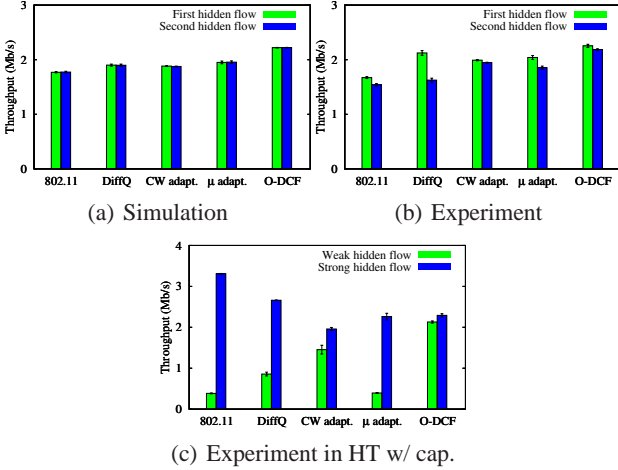 First hidden flow
Second hidden flow
Throughput (Mb/s)
3
2
1
0
802.11 DiffQ CW adapt. μ adapt. O-DCF
(a) Simulation
First hidden flow
Second hidden flow
Throughput (Mb/s)
3
2
1
0
802.11 DiffQ CW adapt. μ adapt. O-DCF
(b) Experiment
Weak hidden flow
Strong hidden flow
Throughput (Mb/s)
4
3
2
1
0
802.11 DiffQ CW adapt. μ adapt. O-DCF
(c) Experiment in HT w/ cap.